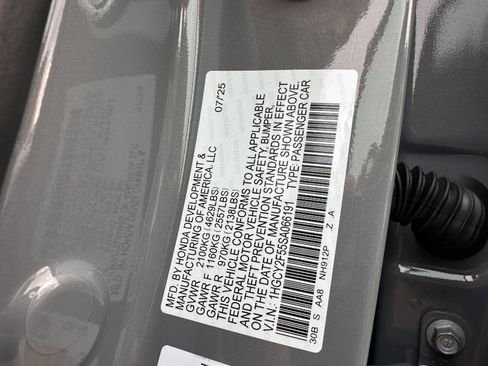 MFD. BY HONDA DEVELOPMENT &
MANUFACTURING OF AMERICA, LLC 07/'25
GVWR 2100KG(4629LBS)
GAWR F 1160KG(2557LBS)
GAWR R 970KG(2138LBS)
THIS VEHICLE CONFORMS TO ALL APPLICABLE
FEDERAL MOTOR VEHICLE SAFETY, BUMPER,
AND THEFT PREVENTION STANDARDS IN EFFECT
ON THE DATE OF MANUFACTURE SHOWN ABOVE.
V.I.N.: 1HGCY2F55SA066191 TYPE: PASSENGER CAR
30B S AA8 NH912P Z A